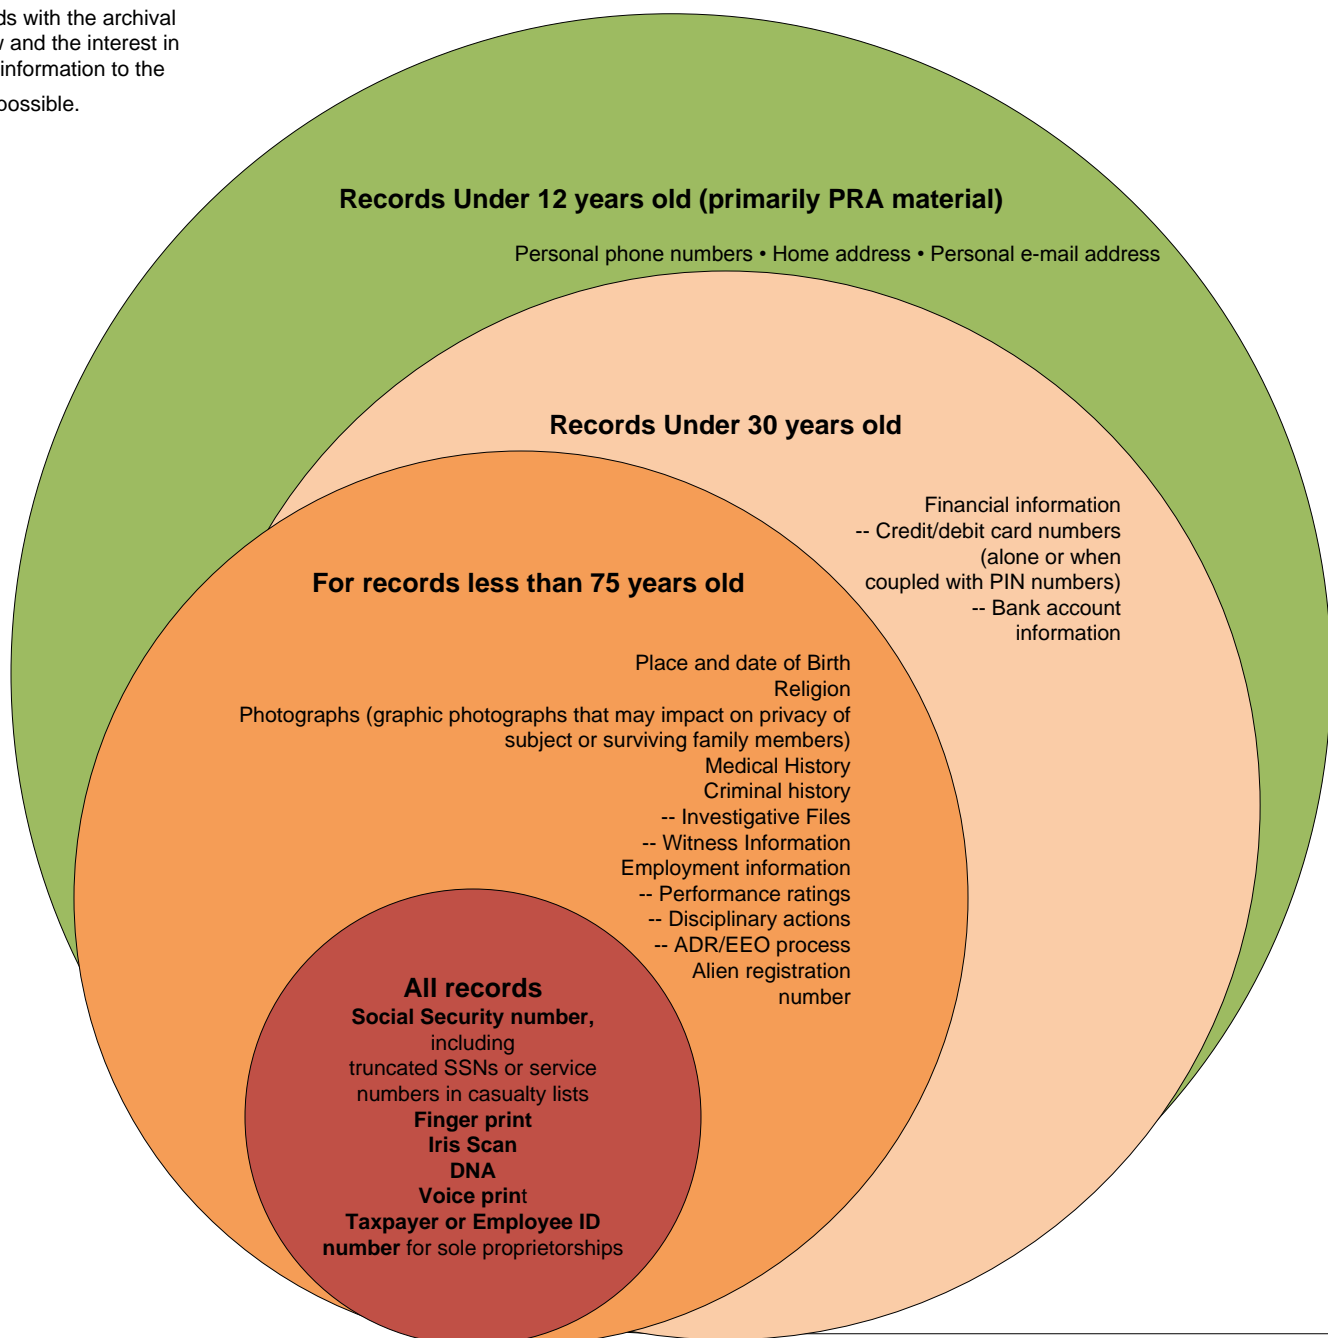 ds with the archival
and the interest in
information to the
possible.
Records Under 12 years old (primarily PRA material)
Personal phone numbers • Home address • Personal e-mail address
Records Under 30 years old
Financial information
-- Credit/debit card numbers
(alone or when
coupled with PIN numbers)
-- Bank account
information
For records less than 75 years old
Place and date of Birth
Religion
Photographs (graphic photographs that may impact on privacy of
subject or surviving family members)
Medical History
Criminal history
-- Investigative Files
-- Witness Information
Employment information
-- Performance ratings
-- Disciplinary actions
-- ADR/EEO process
Alien registration
number
All records
Social Security number,
including
truncated SSNs or service
numbers in casualty lists
Finger print
Iris Scan
DNA
Voice print
Taxpayer or Employee ID
number for sole proprietorships